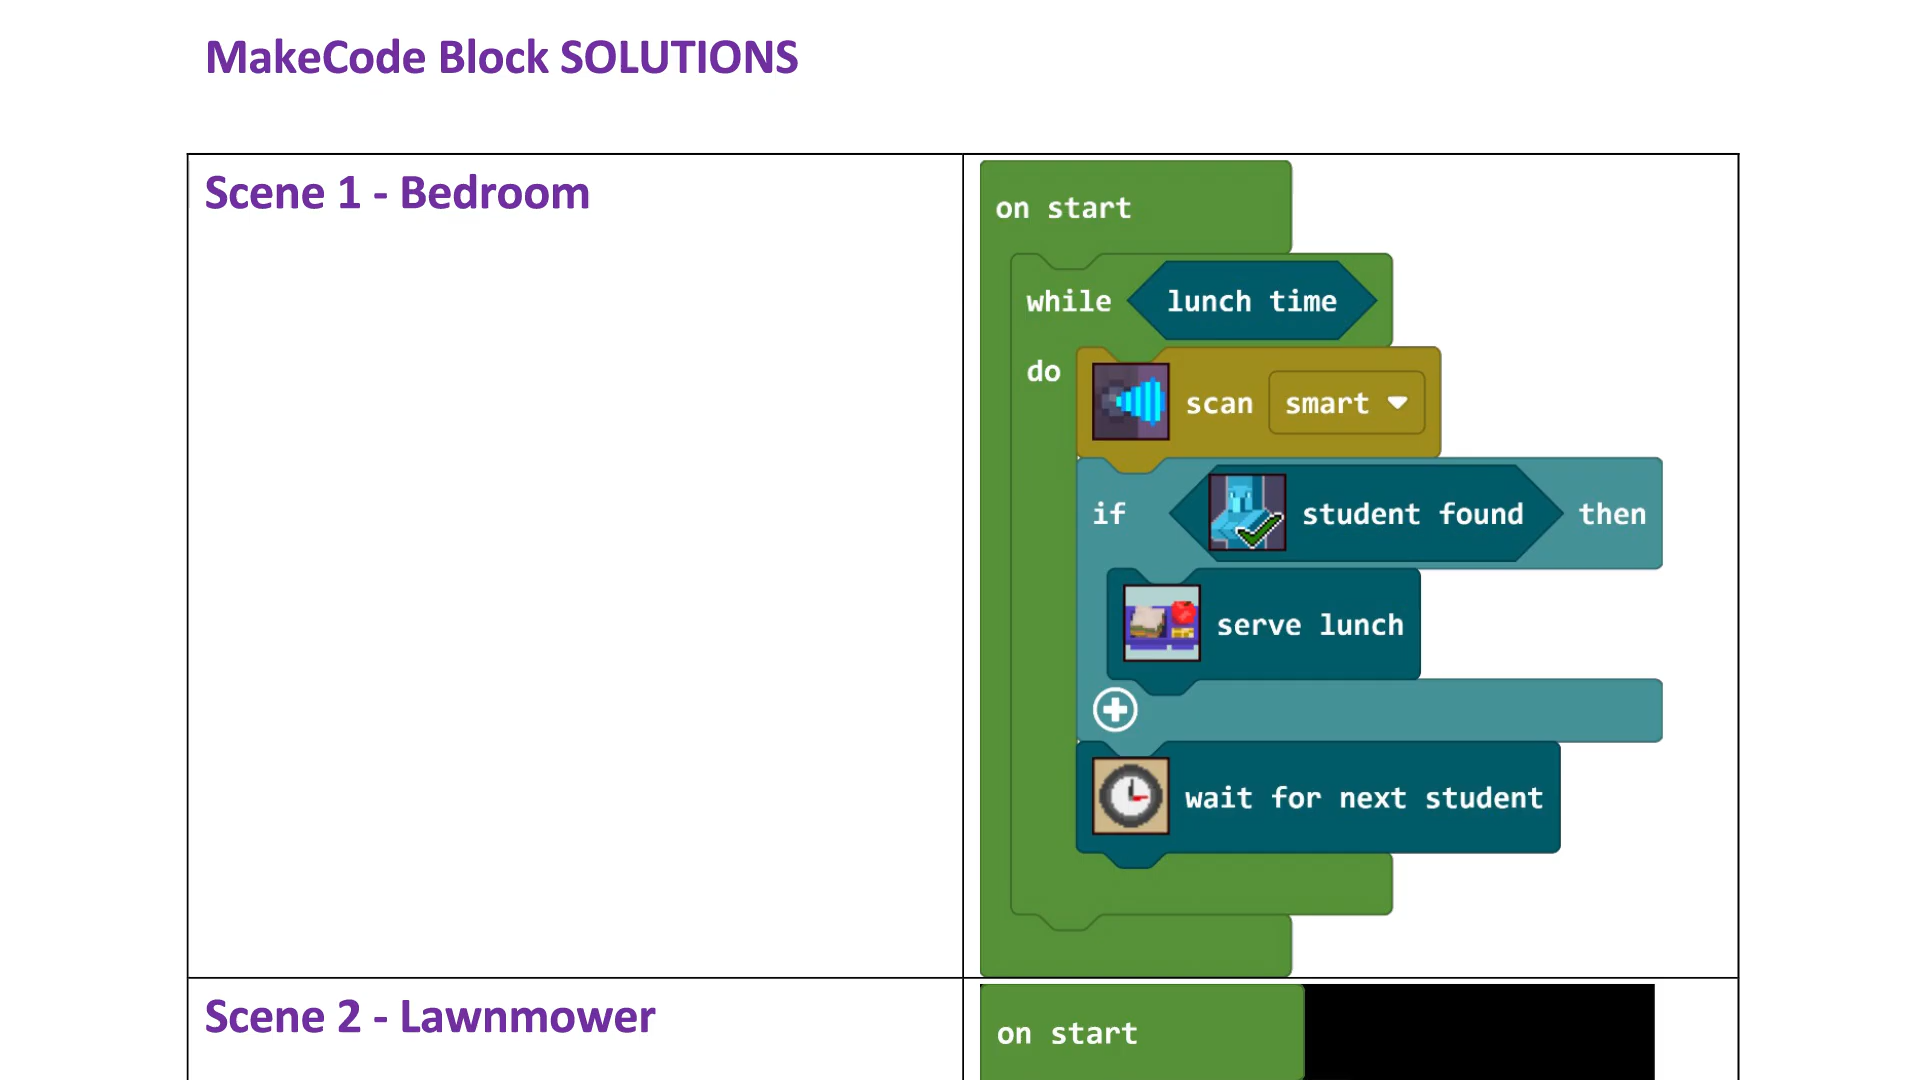 MakeCode Block SOLUTIONS
Scene 1 - Bedroom
on start
while lunch time
do
scan smart
if student found then
serve lunch
wait for next student
Scene 2 - Lawnmower
on start